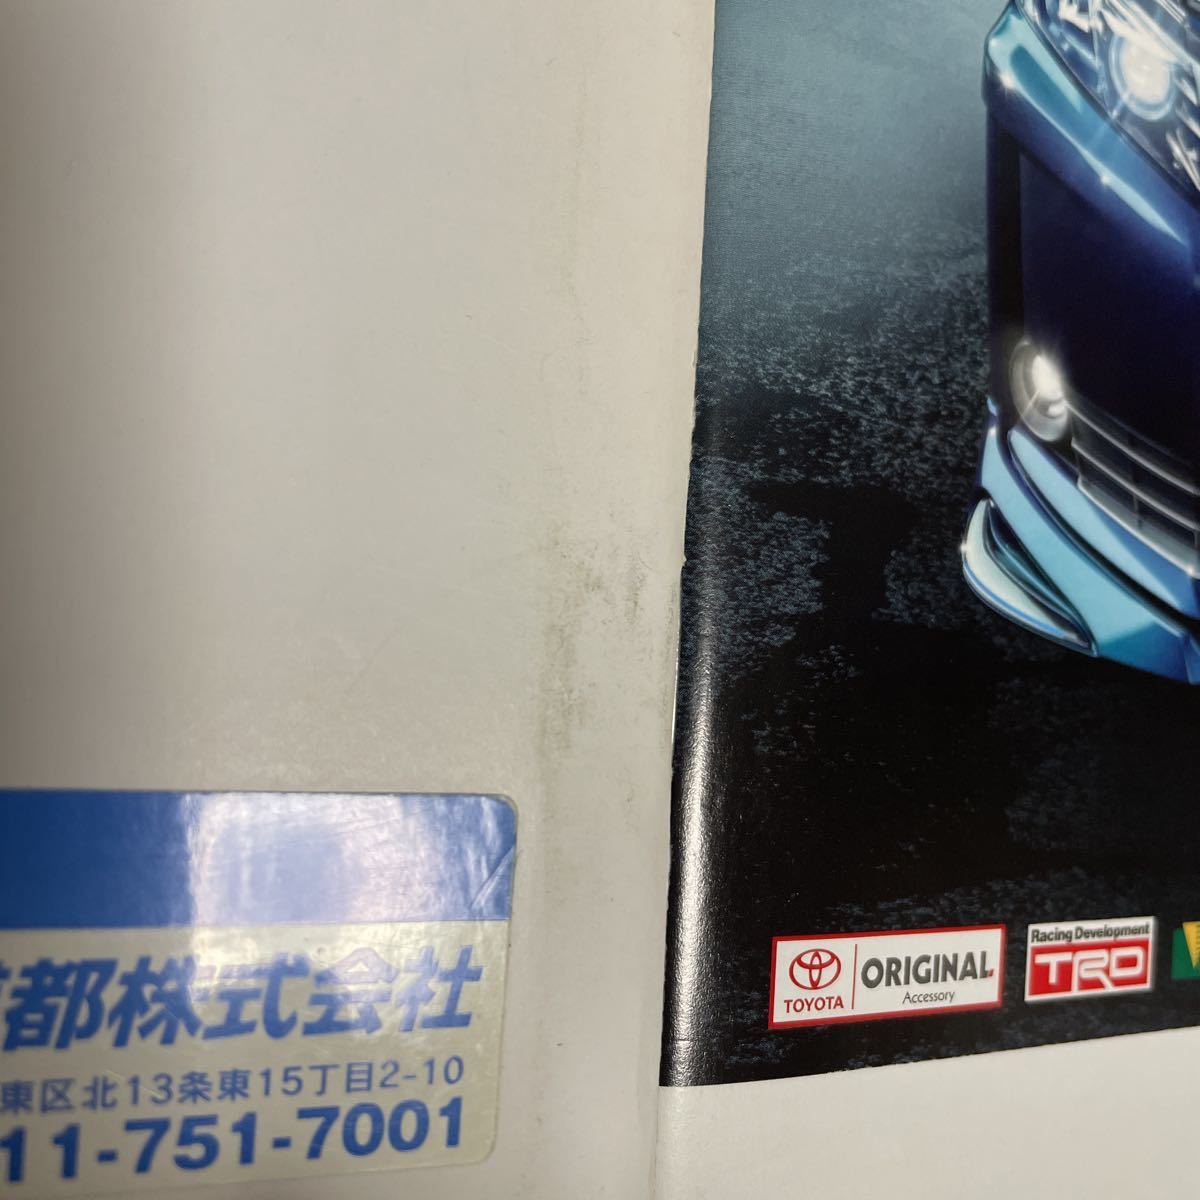 都株式会社
東区北13条東15丁目2-10
11-751-7001
TOYOTA
ORIGINAL
Accessory
Racing Development
TRD